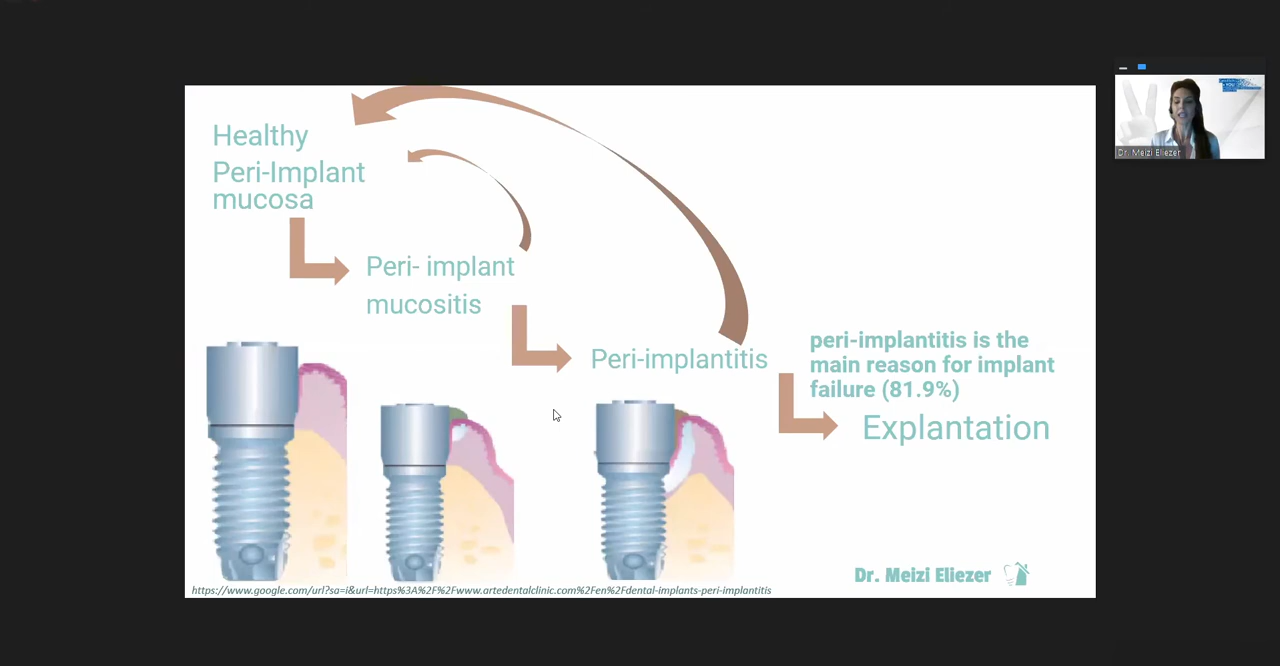 Healthy
Peri-Implant
mucosa
Peri- implant
mucositis
Peri-implantitis
peri-implantitis is the
main reason for implant
failure (81.9%)
Explantation
Dr. Meizi Eliezer
https://www.google.com/url?sa=i&url=https%3A%2F%2Fwww.artedentalclinic.com%2Fen%2Fdental-implants-peri-implantitis
Dr. Meizi Eliezer